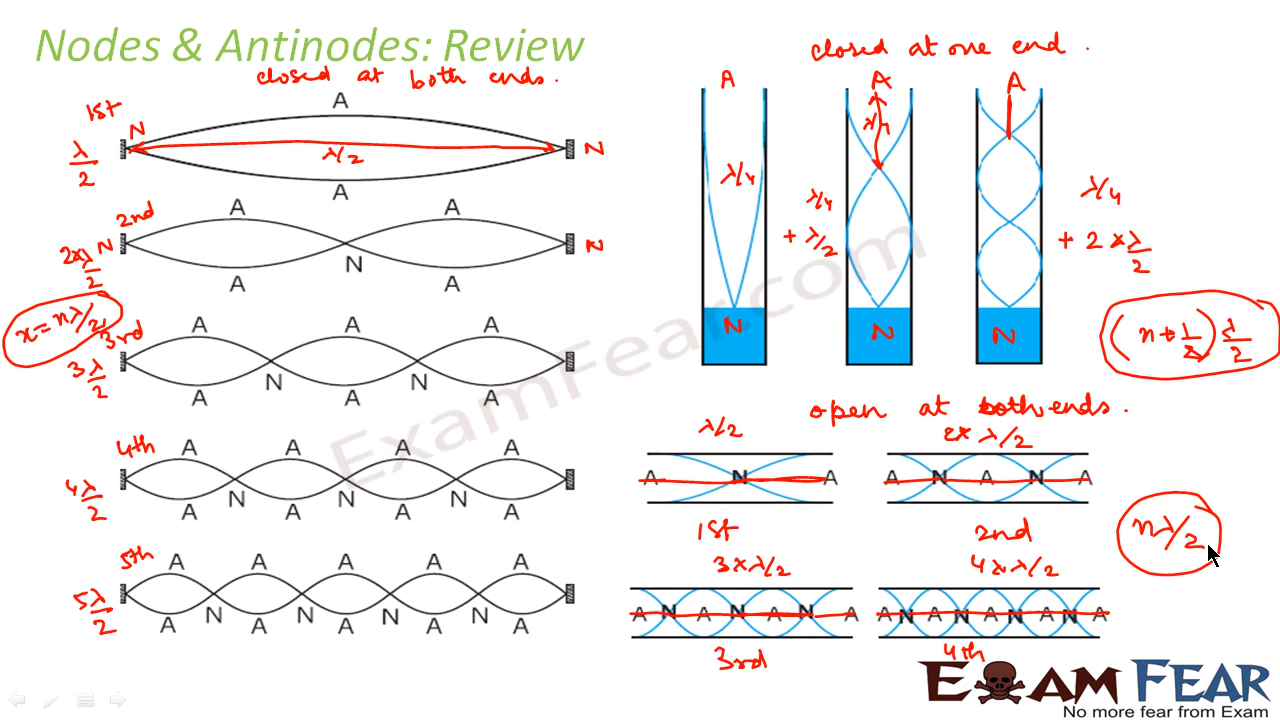 Nodes & Antinodes: Review
closed at both ends.
1st
A
N
λ/2
λ/2
N
A
2nd
A A
2×λ/2
N
N
N
A A
x = nλ/2
3rd
A A A
3λ/2
N N
A A A
4th
A A A A
4λ/2
N N N
A A A A
5th
A A A A A
5λ/2
N N N N
A A A A A
closed at one end.
A A A
λ/4
λ/4
λ/4 + λ/2
λ/4 + 2×λ/2
N N N
(n+1/2)λ/2
open at both ends.
λ/2
2×λ/2
A N A
A N A N A
1st
2nd
nλ/2
3×λ/2
4×λ/2
A N A N A N A
A N A N A N A N A
3rd
4th
ExamFear.com
EXAM FEAR
No more fear from Exam